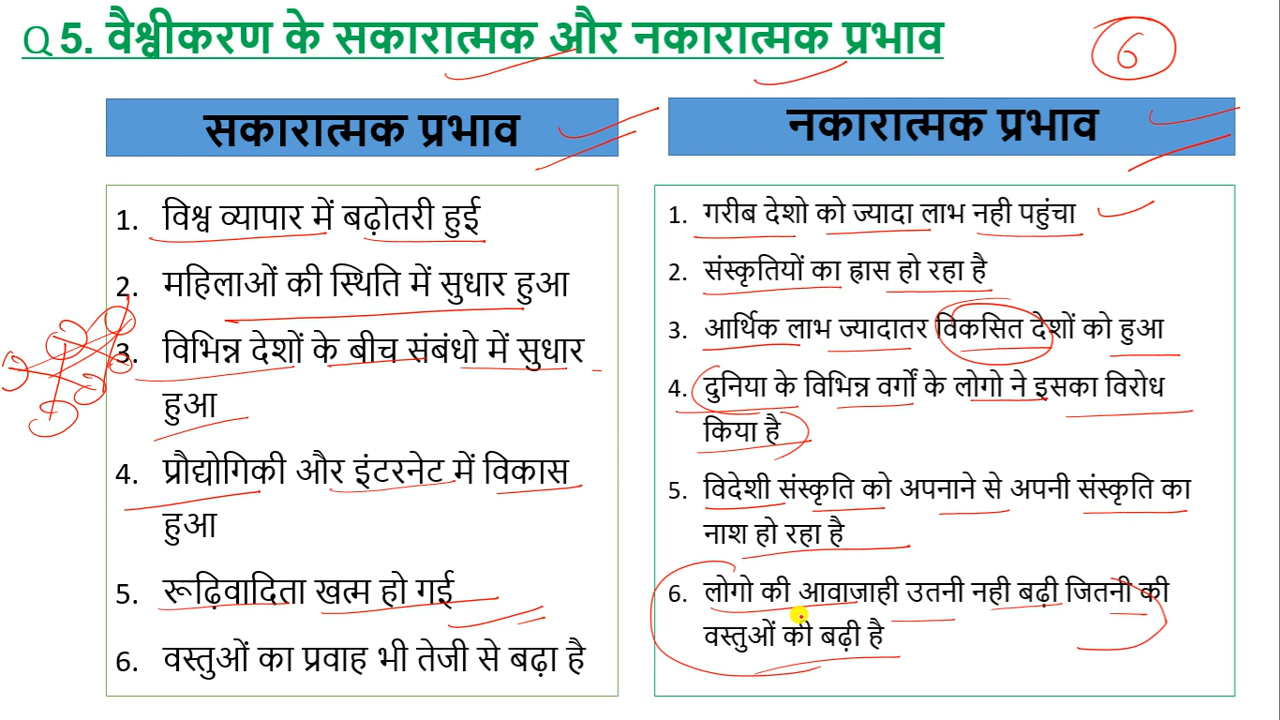 Q 5. वैश्वीकरण के सकारात्मक और नकारात्मक प्रभाव
6
सकारात्मक प्रभाव
1. विश्व व्यापार में बढ़ोतरी हुई
2. महिलाओं की स्थिति में सुधार हुआ
3. विभिन्न देशों के बीच संबंधो में सुधार
हुआ
4. प्रौद्योगिकी और इंटरनेट में विकास
हुआ
5. रूढ़िवादिता खत्म हो गई
6. वस्तुओं का प्रवाह भी तेजी से बढ़ा है
नकारात्मक प्रभाव
1. गरीब देशो को ज्यादा लाभ नही पहुंचा
2. संस्कृतियों का ह्रास हो रहा है
3. आर्थिक लाभ ज्यादातर विकसित देशों को हुआ
4. दुनिया के विभिन्न वर्गों के लोगो ने इसका विरोध
किया है
5. विदेशी संस्कृति को अपनाने से अपनी संस्कृति का
नाश हो रहा है
6. लोगो की आवाजाही उतनी नही बढ़ी जितनी की
वस्तुओं की बढ़ी है